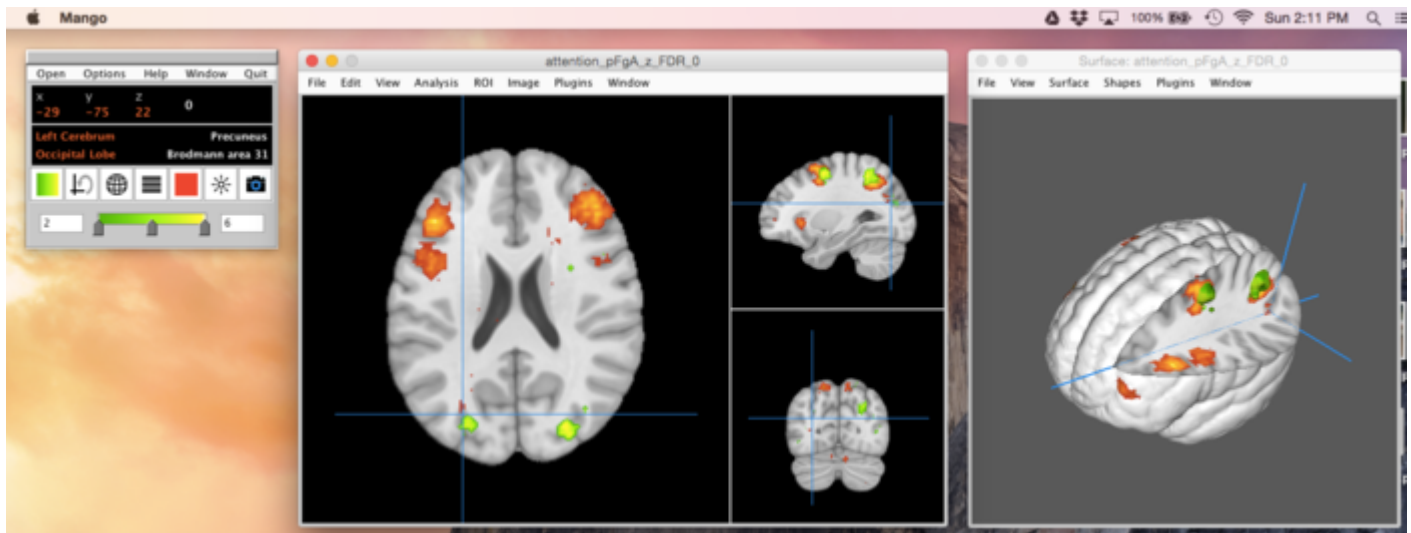 Mango 100% Sun 2:11 PM
Open Options Help Window Quit
x y z 0
-29 -75 22
Left Cerebrum Precuneus
Occipital Lobe Brodmann area 31
2 6
attention_pFgA_z_FDR_0
File Edit View Analysis ROI Image Plugins Window
Surface: attention_pFgA_z_FDR_0
File View Surface Shapes Plugins Window